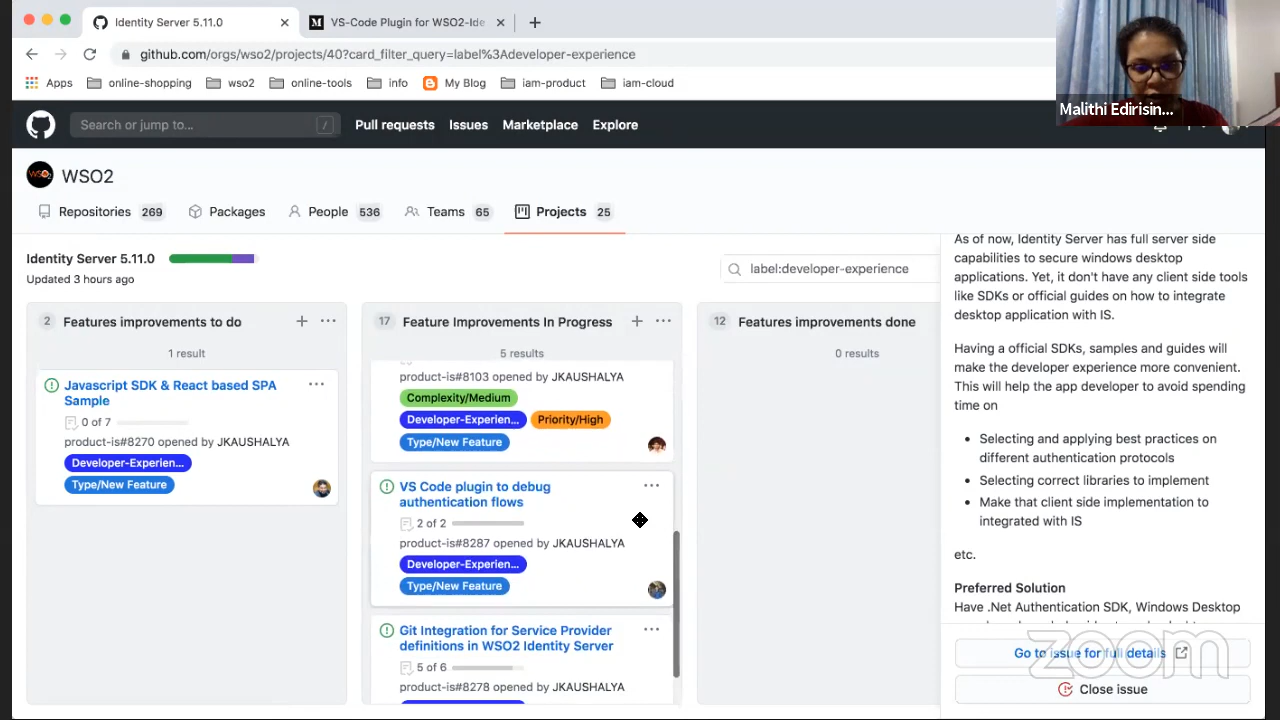 Identity Server 5.11.0
VS-Code Plugin for WSO2-Ide
github.com/orgs/wso2/projects/40?card_filter_query=label%3Adeveloper-experience
Apps
online-shopping
wso2
online-tools
info
My Blog
iam-product
iam-cloud
Malithi Edirisin...
Search or jump to...
/
Pull requests
Issues
Marketplace
Explore
WSO2
Repositories 269
Packages
People 536
Teams 65
Projects 25
Identity Server 5.11.0
Updated 3 hours ago
label:developer-experience
2 Features improvements to do
1 result
Javascript SDK & React based SPA
Sample
0 of 7
product-is#8270 opened by JKAUSHALYA
Developer-Experien...
Type/New Feature
17 Feature Improvements In Progress
5 results
product-is#8103 opened by JKAUSHALYA
Complexity/Medium
Developer-Experien... Priority/High
Type/New Feature
VS Code plugin to debug
authentication flows
2 of 2
product-is#8287 opened by JKAUSHALYA
Developer-Experien...
Type/New Feature
Git Integration for Service Provider
definitions in WSO2 Identity Server
5 of 6
product-is#8278 opened by JKAUSHALYA
12 Features improvements done
0 results
As of now, Identity Server has full server side
capabilities to secure windows desktop
applications. Yet, it don't have any client side tools
like SDKs or official guides on how to integrate
desktop application with IS.
Having a official SDKs, samples and guides will
make the developer experience more convenient.
This will help the app developer to avoid spending
time on
• Selecting and applying best practices on
different authentication protocols
• Selecting correct libraries to implement
• Make that client side implementation to
integrated with IS
etc.
Preferred Solution
Have .Net Authentication SDK, Windows Desktop
Go to issue for full details
Close issue
zoom